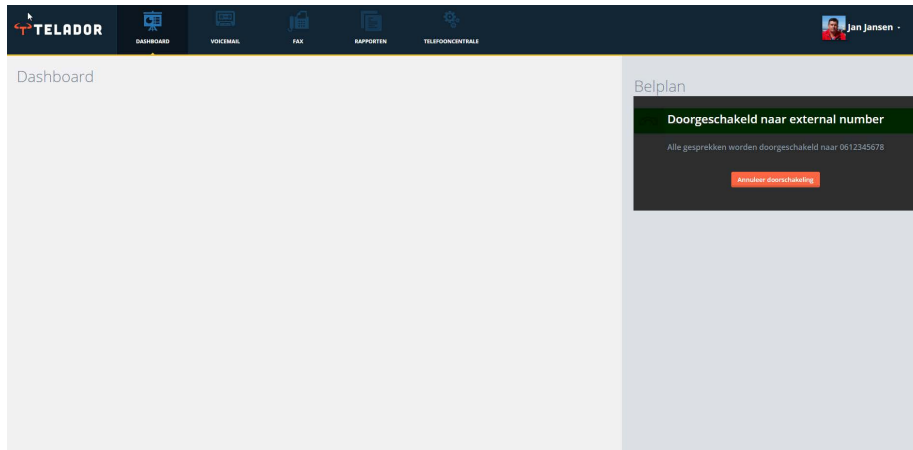 TELADOR
DASHBOARD
VOICEMAIL
FAX
RAPPORTEN
TELEFOONCENTRALE
Jan Jansen
Dashboard
Belplan
Doorgeschakeld naar external number
Alle gesprekken worden doorgeschakeld naar 0612345678
Annuleer doorschakeling